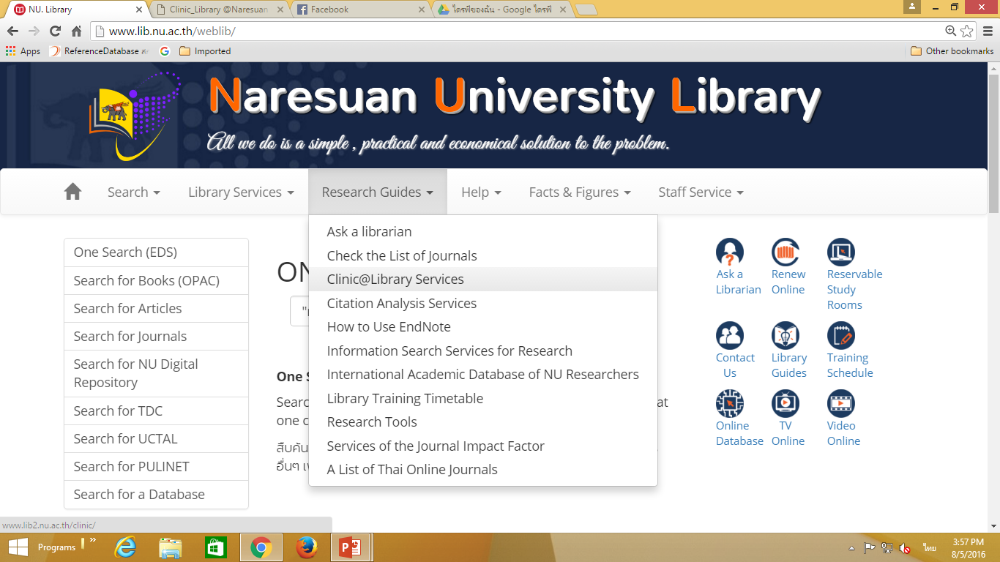 NU. Library
Clinic_Library @Naresuan
Facebook
ไดรฟ์ของฉัน - Google ไดรฟ์
www.lib.nu.ac.th/weblib/
Apps
ReferenceDatabase
Imported
Other bookmarks
Naresuan University Library
All we do is a simple , practical and economical solution to the problem.
Search
Library Services
Research Guides
Help
Facts & Figures
Staff Service
One Search (EDS)
Search for Books (OPAC)
Search for Articles
Search for Journals
Search for NU Digital
Repository
Search for TDC
Search for UCTAL
Search for PULINET
Search for a Database
Ask a librarian
Check the List of Journals
Clinic@Library Services
Citation Analysis Services
How to Use EndNote
Information Search Services for Research
International Academic Database of NU Researchers
Library Training Timetable
Research Tools
Services of the Journal Impact Factor
A List of Thai Online Journals
one
สืบค้น
อื่นๆ
at
Ask a
Librarian
Renew
Online
Reservable
Study
Rooms
Contact
Us
Library
Guides
Training
Schedule
Online
Database
TV
Online
Video
Online
www.lib2.nu.ac.th/clinic/
Programs
ไทย
3:57 PM
8/5/2016